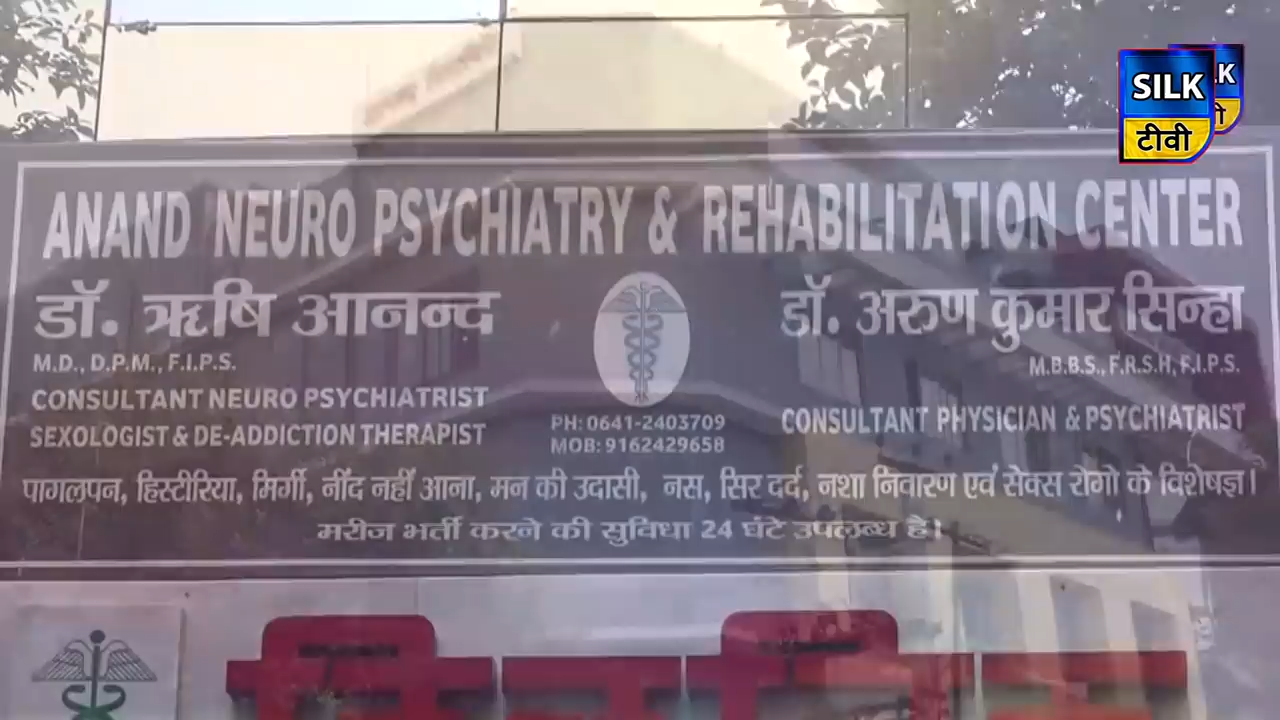 SILK
टीवी
ANAND NEURO PSYCHIATRY & REHABILITATION CENTER
डॉ. ऋषि आनन्द
M.D., D.P.M., F.I.P.S.
CONSULTANT NEURO PSYCHIATRIST
SEXOLOGIST & DE-ADDICTION THERAPIST
PH: 0641-2403709
MOB: 9162429658
डॉ. अरुण कुमार सिन्हा
M.B.B.S., F.R.S.H, F.I.P.S.
CONSULTANT PHYSICIAN & PSYCHIATRIST
पागलपन, हिस्टीरिया, मिर्गी, नींद नहीं आना, मन की उदासी, नस, सिर दर्द, नशा निवारण एवं सेक्स रोगो के विशेषज्ञ।
मरीज भर्ती करने की सुविधा 24 घंटे उपलब्ध है।